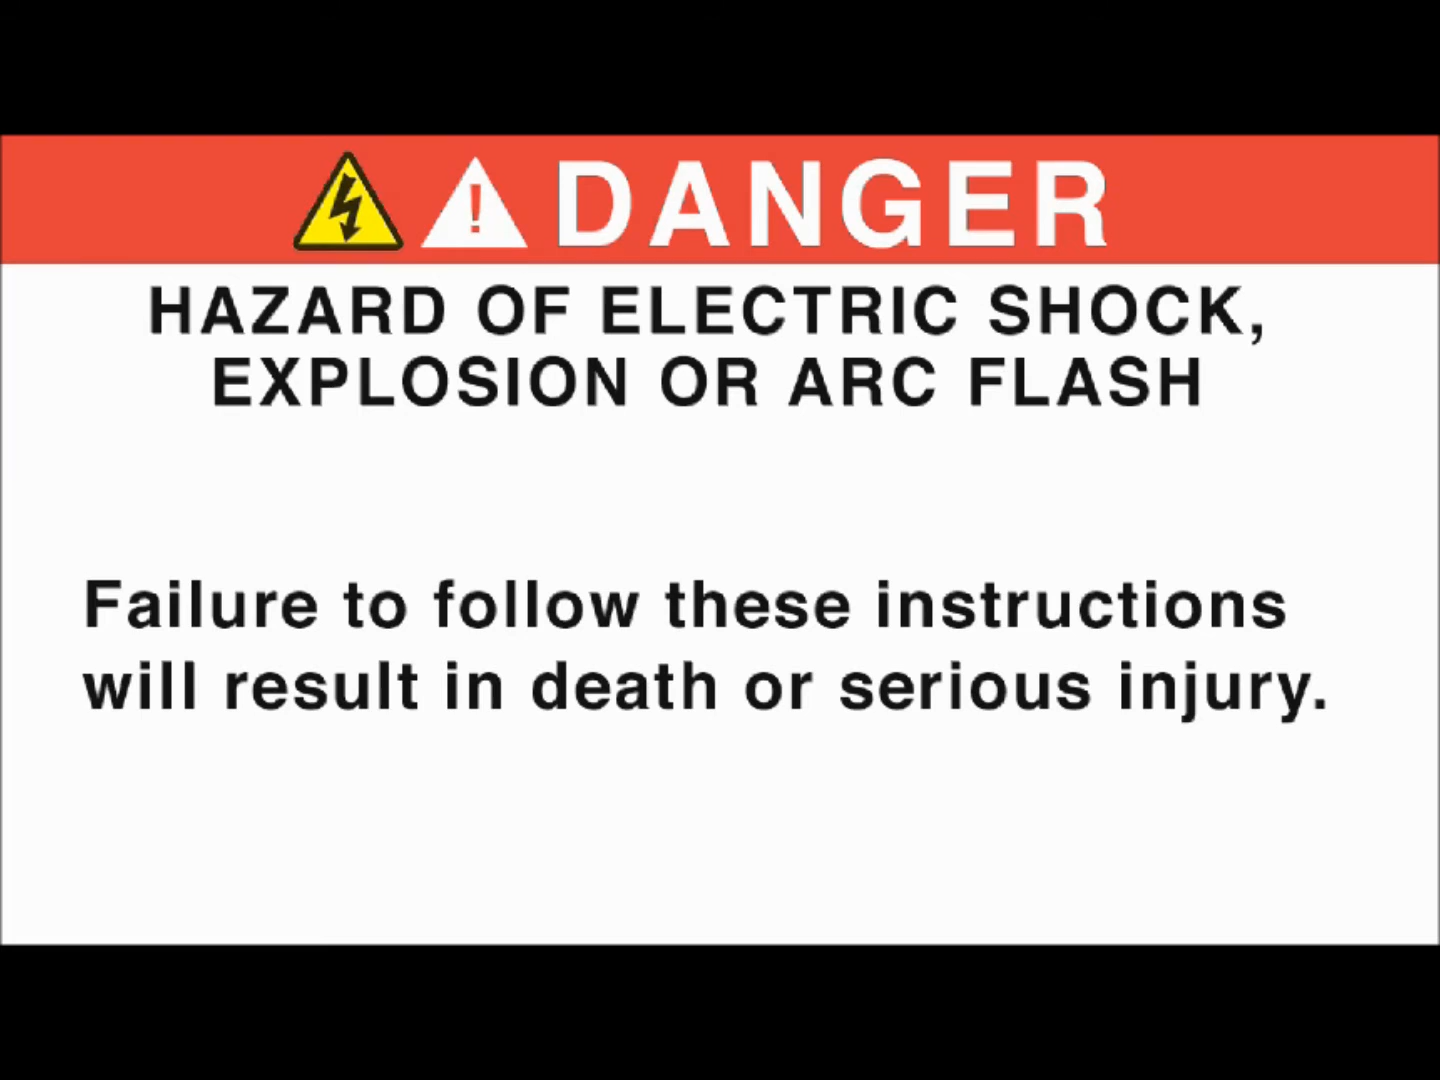 DANGER
HAZARD OF ELECTRIC SHOCK,
EXPLOSION OR ARC FLASH
Failure to follow these instructions
will result in death or serious injury.